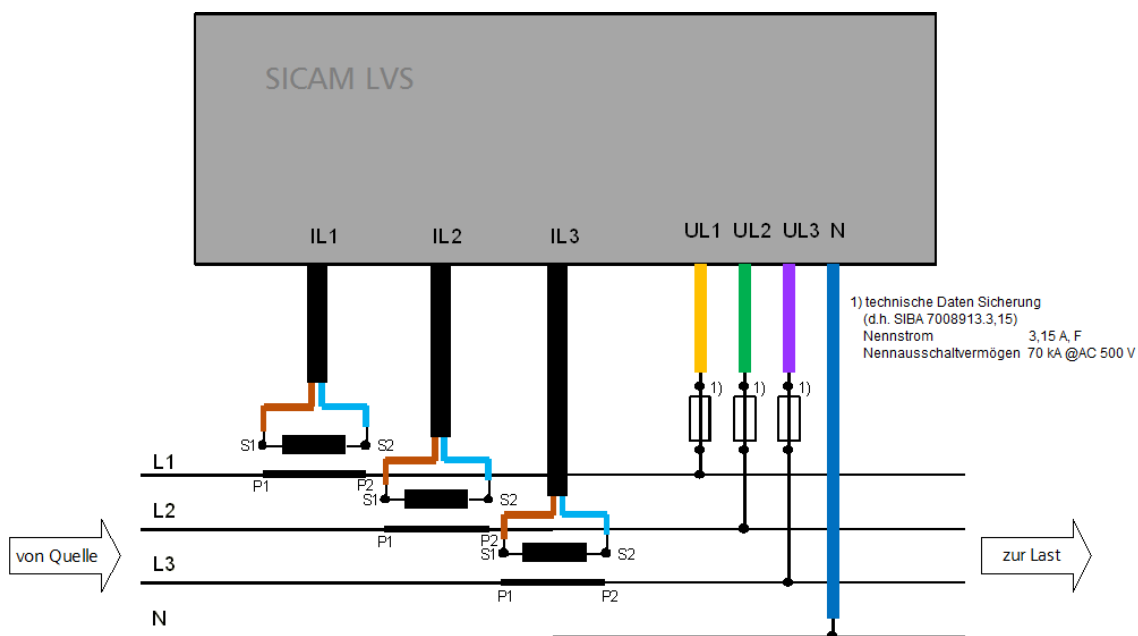 SICAM LVS
IL1 IL2 IL3 UL1 UL2 UL3 N
1) technische Daten Sicherung
(d.h. SIBA 7008913.3,15)
Nennstrom 3,15 A, F
Nennausschaltvermögen 70 kA @AC 500 V
1) 1) 1)
S1 S2
L1
P1 P2
S1 S2
L2
P1 P2
S1 S2
von Quelle
zur Last
L3
P1 P2
N